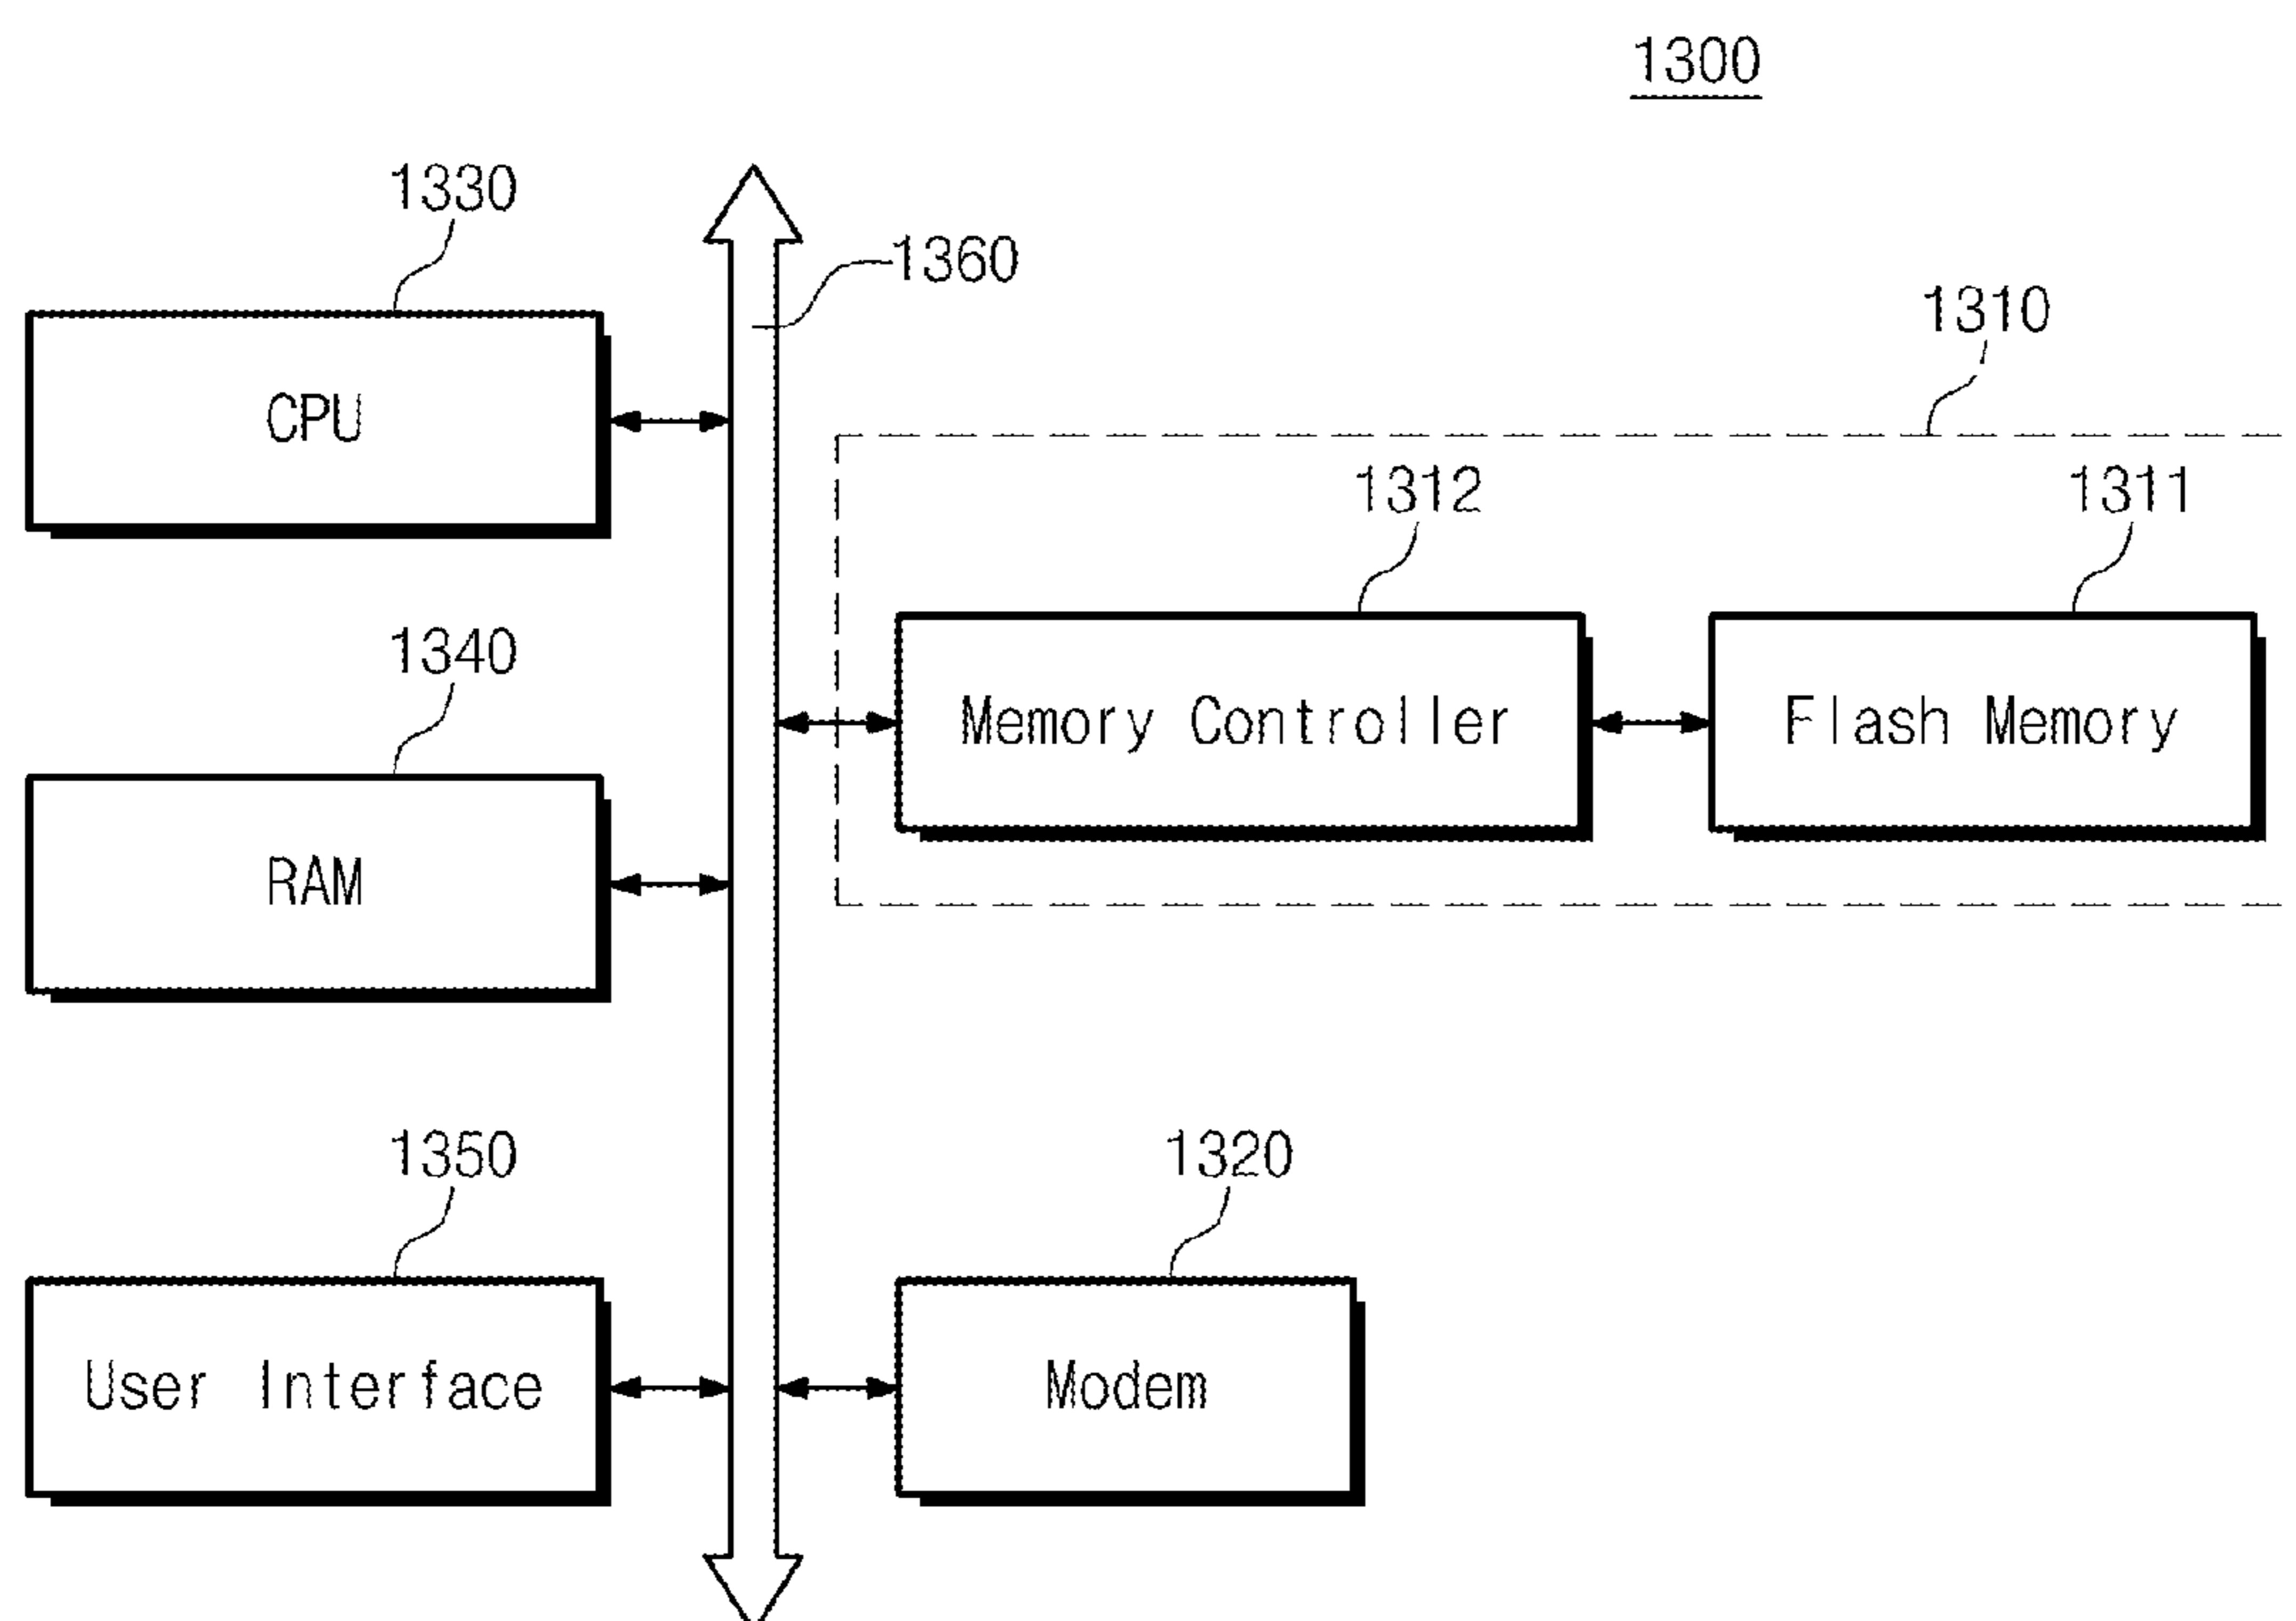 1300
1330
1360
1310
CPU
1312
1311
1340
Memory Controller
Flash Memory
RAM
1350
1320
User Interface
Modem